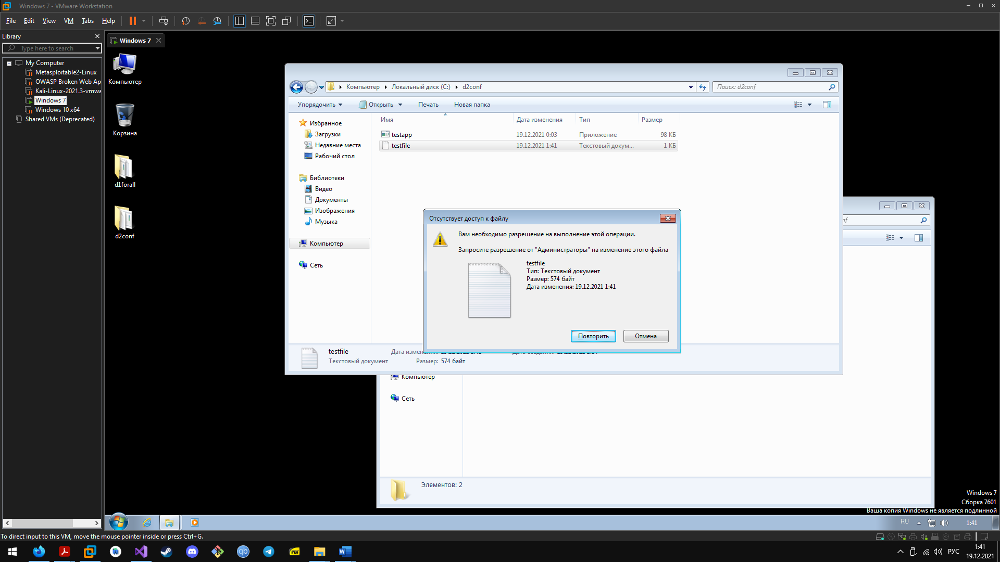 Windows 7 - VMware Workstation
File Edit View VM Tabs Help
Library
Type here to search
My Computer
Metasploitable2-Linux
OWASP Broken Web Ap
Kali-Linux-2021.3-vmwa
Windows 7
Windows 10 x64
Shared VMs (Deprecated)
Windows 7
Компьютер
Корзина
d1forall
d2conf
Компьютер Локальный диск (C:) d2conf
Поиск: d2conf
Упорядочить Открыть Печать Новая папка
Имя Дата изменения Тип Размер
testapp 19.12.2021 0:03 Приложение 98 КБ
testfile 19.12.2021 1:41 Текстовый докум... 1 КБ
Избранное
Загрузки
Недавние места
Рабочий стол
Библиотеки
Видео
Документы
Изображения
Музыка
Компьютер
Сеть
Отсутствует доступ к файлу
Вам необходимо разрешение на выполнение этой операции.
Запросите разрешение от "Администраторы" на изменение этого файла
testfile
Тип: Текстовый документ
Размер: 574 байт
Дата изменения: 19.12.2021 1:41
Повторить Отмена
testfile
Текстовый документ
Размер: 574 байт
Компьютер
Сеть
Элементов: 2
Windows 7
Сборка 7601
Ваша копия Windows не является подлинной
RU 1:41
To direct input to this VM, move the mouse pointer inside or press Ctrl+G.
qb
PDF
W
РУС
1:41
19.12.2021